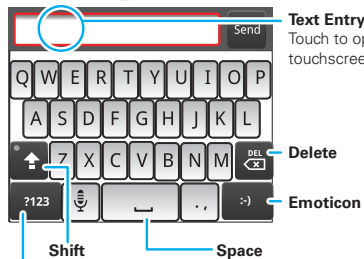 Text Entry
Send
Touch to op
touchscree
Q W E R T Y U I O P
A S D F G H J K L
Z X C V B N M DEL
Delete
?123 . , :-)
Emoticon
Shift
Space